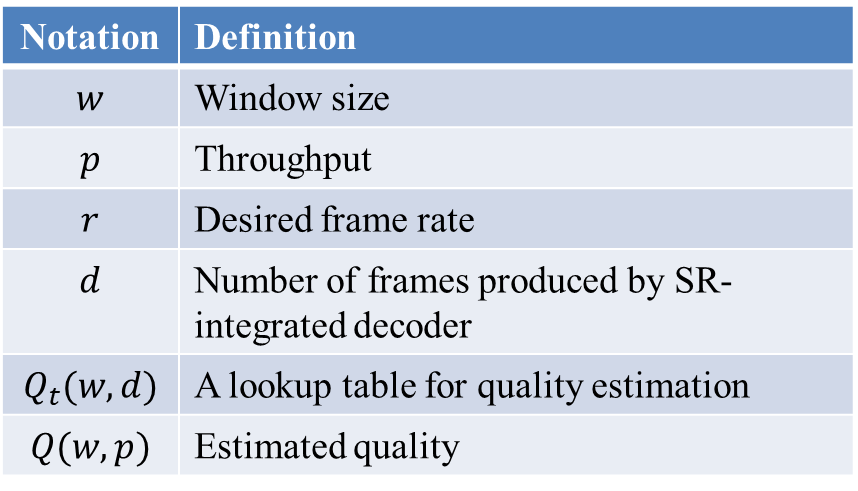 Notation Definition
𝑤 Window size
𝑝 Throughput
𝑟 Desired frame rate
𝑑 Number of frames produced by SR-
integrated decoder
𝑄ₜ(𝑤, 𝑑) A lookup table for quality estimation
𝑄(𝑤, 𝑝) Estimated quality